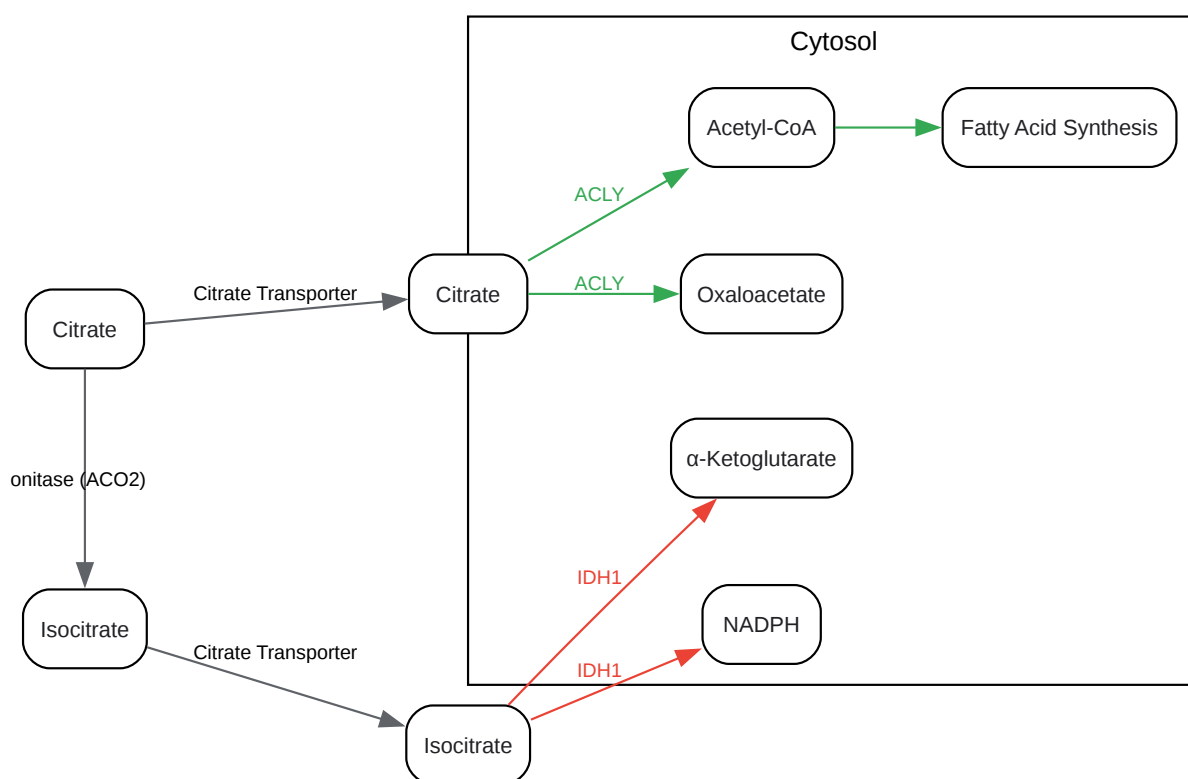 Cytosol
Acetyl-CoA
Fatty Acid Synthesis
ACLY
Citrate Transporter
Citrate
ACLY
Oxaloacetate
Citrate
α-Ketoglutarate
onitase (ACO2)
IDH1
NADPH
Isocitrate
Citrate Transporter
IDH1
Isocitrate